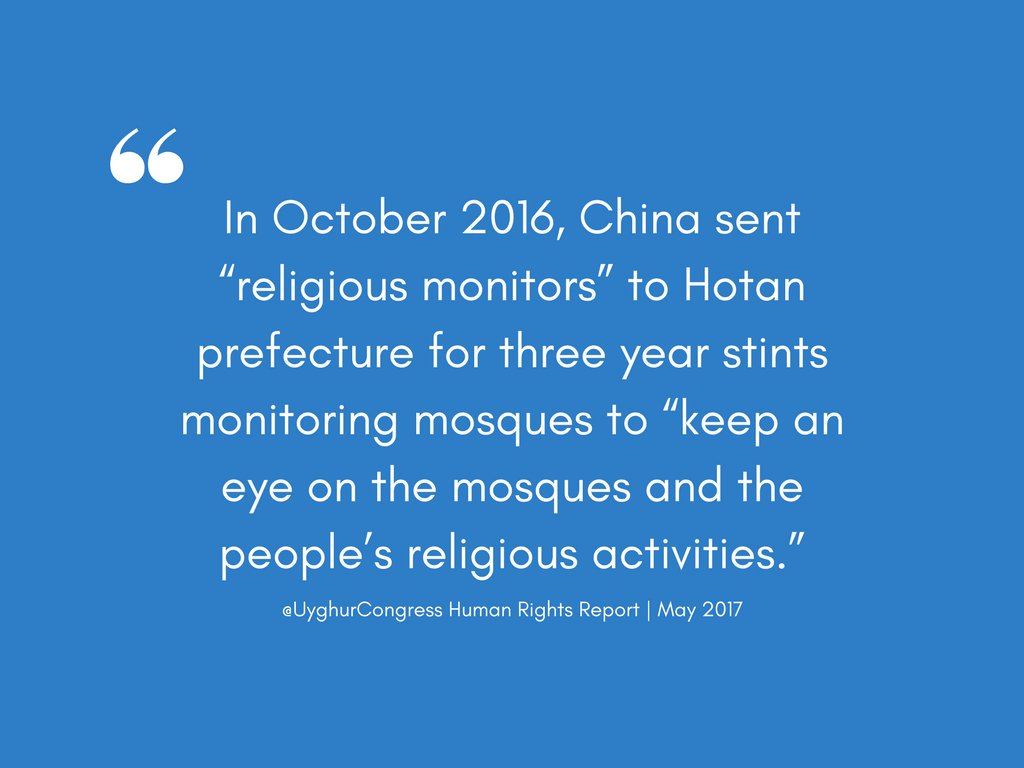 “
In October 2016, China sent
“religious monitors” to Hotan
prefecture for three year stints
monitoring mosques to “keep an
eye on the mosques and the
people’s religious activities.”
@UyghurCongress Human Rights Report | May 2017